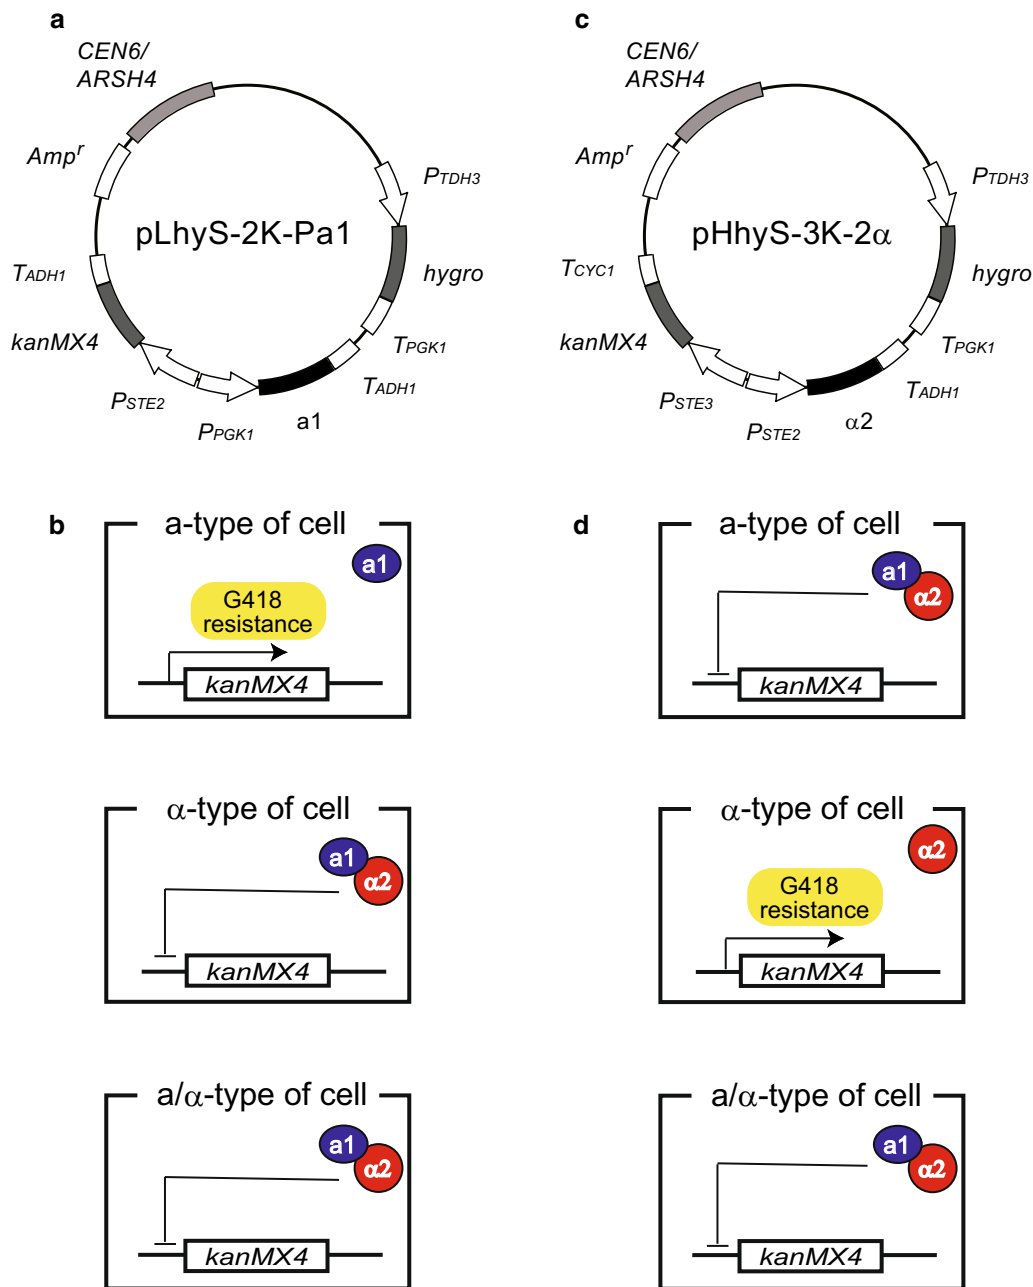 a
CEN6/
ARSH4
Ampr
PTDH3
pLhyS-2K-Pa1
TADH1
hygro
kanMX4
TPGK1
TADH1
PSTE2
PPGK1
a1
c
CEN6/
ARSH4
Ampr
PTDH3
pHhyS-3K-2α
TCYC1
hygro
kanMX4
TPGK1
TADH1
PSTE3
PSTE2
α2
b
a-type of cell
a1
G418
resistance
kanMX4
α-type of cell
a1
α2
kanMX4
a/α-type of cell
a1
α2
kanMX4
d
a-type of cell
a1
α2
kanMX4
α-type of cell
α2
G418
resistance
kanMX4
a/α-type of cell
a1
α2
kanMX4